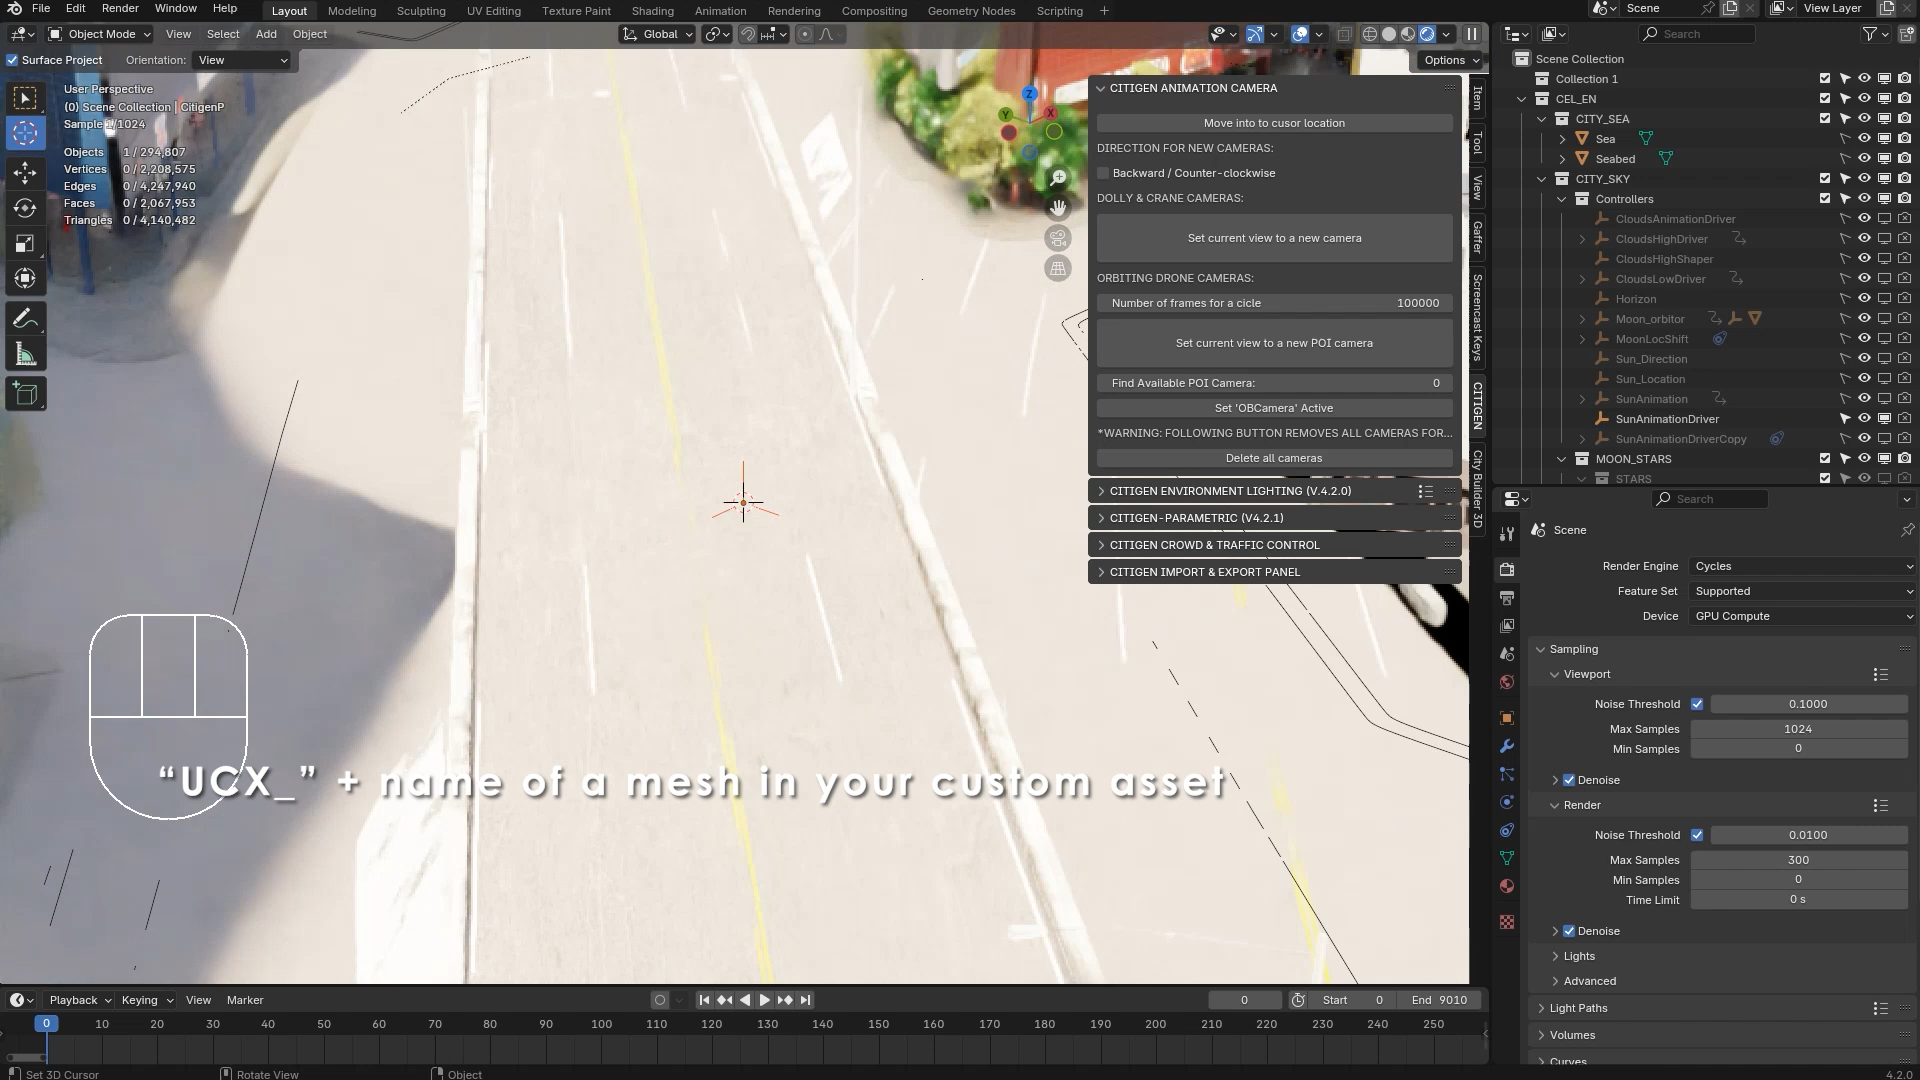 File Edit Render Window Help
Layout Modeling Sculpting UV Editing Texture Paint Shading Animation Rendering Compositing Geometry Nodes Scripting +
Scene
View Layer
Object Mode View Select Add Object
Global
Surface Project Orientation: View
Options
User Perspective
(0) Scene Collection | CitigenP
Sample 1/1024
Objects 1 / 294,807
Vertices 0 / 2,208,575
Edges 0 / 4,247,940
Faces 0 / 2,067,953
Triangles 0 / 4,140,482
Z
Y
X
CITIGEN ANIMATION CAMERA
Move into to cusor location
DIRECTION FOR NEW CAMERAS:
Backward / Counter-clockwise
DOLLY & CRANE CAMERAS:
Set current view to a new camera
ORBITING DRONE CAMERAS:
Number of frames for a cicle 100000
Set current view to a new POI camera
Find Available POI Camera: 0
Set 'OBCamera' Active
*WARNING: FOLLOWING BUTTON REMOVES ALL CAMERAS FOR...
Delete all cameras
CITIGEN ENVIRONMENT LIGHTING (V.4.2.0)
CITIGEN-PARAMETRIC (V4.2.1)
CITIGEN CROWD & TRAFFIC CONTROL
CITIGEN IMPORT & EXPORT PANEL
Item
Tool
View
Gaffer
Screencast Keys
CITIGEN
City Builder 3D
Search
Scene Collection
Collection 1
CEL_EN
CITY_SEA
Sea
Seabed
CITY_SKY
Controllers
CloudsAnimationDriver
CloudsHighDriver
CloudsHighShaper
CloudsLowDriver
Horizon
Moon_orbitor
MoonLocShift
Sun_Direction
Sun_Location
SunAnimation
SunAnimationDriver
SunAnimationDriverCopy
MOON_STARS
STARS
Search
Scene
Render Engine Cycles
Feature Set Supported
Device GPU Compute
Sampling
Viewport
Noise Threshold 0.1000
Max Samples 1024
Min Samples 0
Denoise
Render
Noise Threshold 0.0100
Max Samples 300
Min Samples 0
Time Limit 0 s
Denoise
Lights
Advanced
Light Paths
Volumes
Curves
“UCX_” + name of a mesh in your custom asset
Playback Keying View Marker
0
Start 0
End 9010
0 10 20 30 40 50 60 70 80 90 100 110 120 130 140 150 160 170 180 190 200 210 220 230 240 250
Set 3D Cursor Rotate View Object
4.2.0